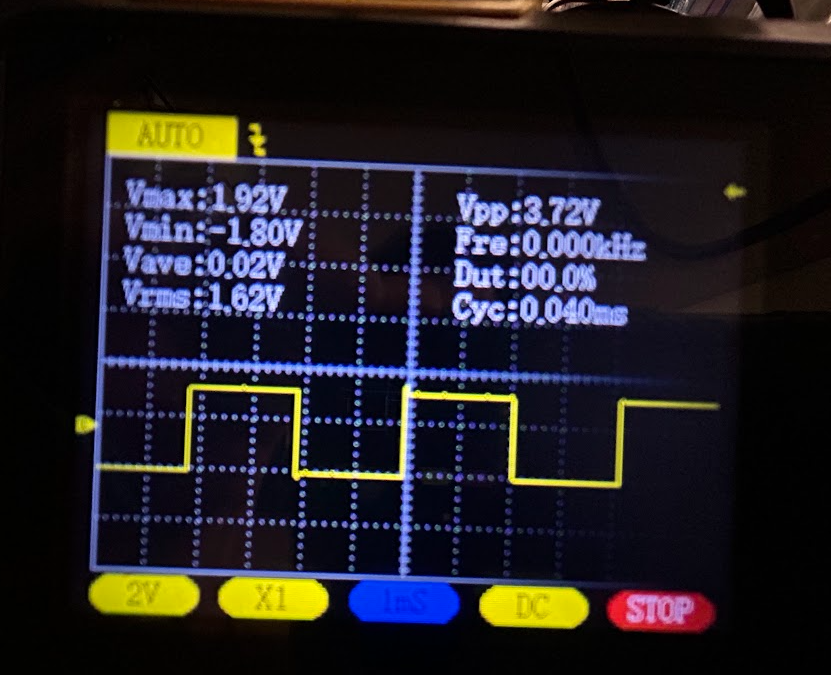 AUTO
Vmax:1.92V
Vmin:-1.80V
Vave:0.02V
Vrms:1.62V
Vpp:3.72V
Fre:0.000kHz
Dut:00.0%
Cyc:0.040ms
2V
X1
1mS
DC
STOP